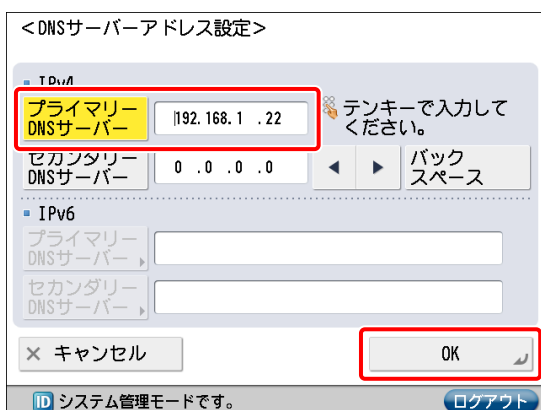 <DNSサーバーアドレス設定>
IPv4
プライマリー
DNSサーバー
192.168.1 .22
テンキーで入力して
ください。
セカンダリー
DNSサーバー
0 .0 .0 .0
バック
スペース
IPv6
プライマリー
DNSサーバー
セカンダリー
DNSサーバー
× キャンセル
OK
ID システム管理モードです。
ログアウト